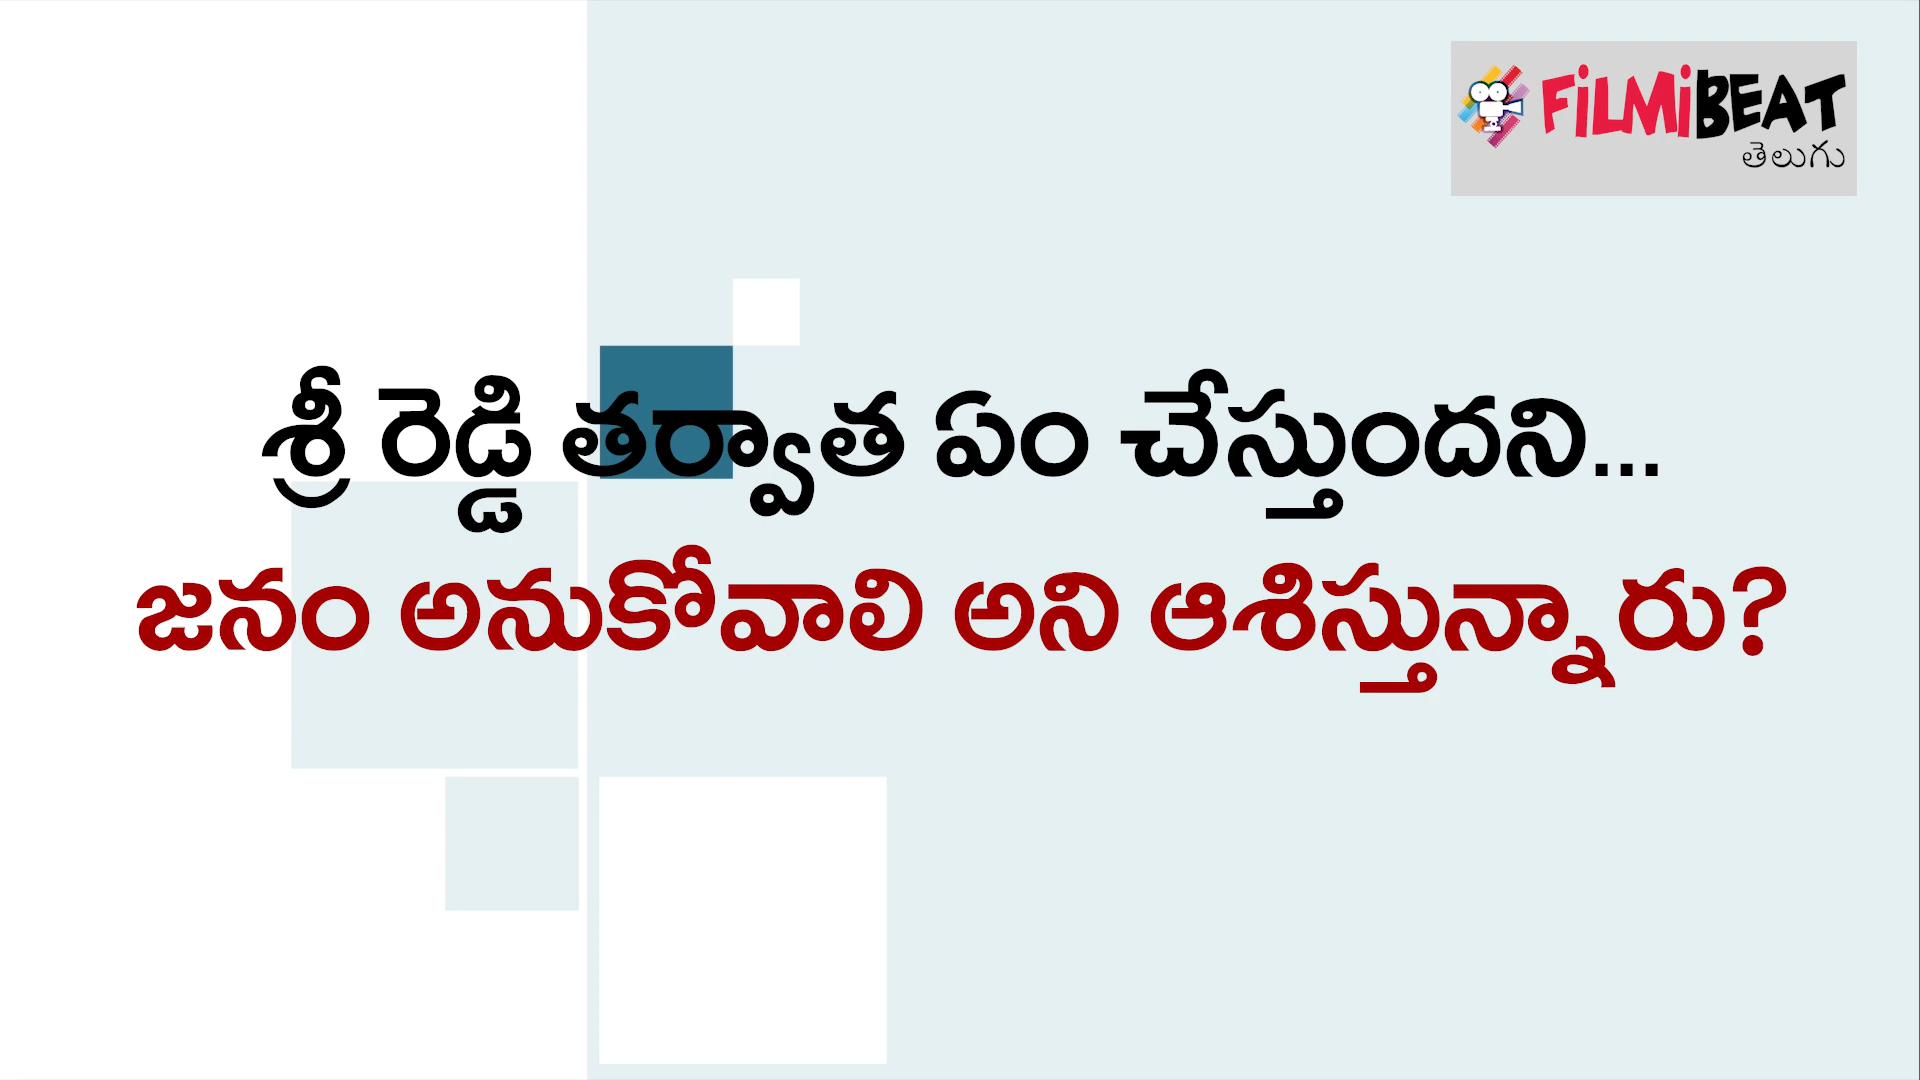 FiLMiBEAT
తెలుగు
శ్రీ రెడ్డి తర్వాత ఏం చేస్తుందని...
జనం అనుకోవాలి అని ఆశిస్తున్నారు?